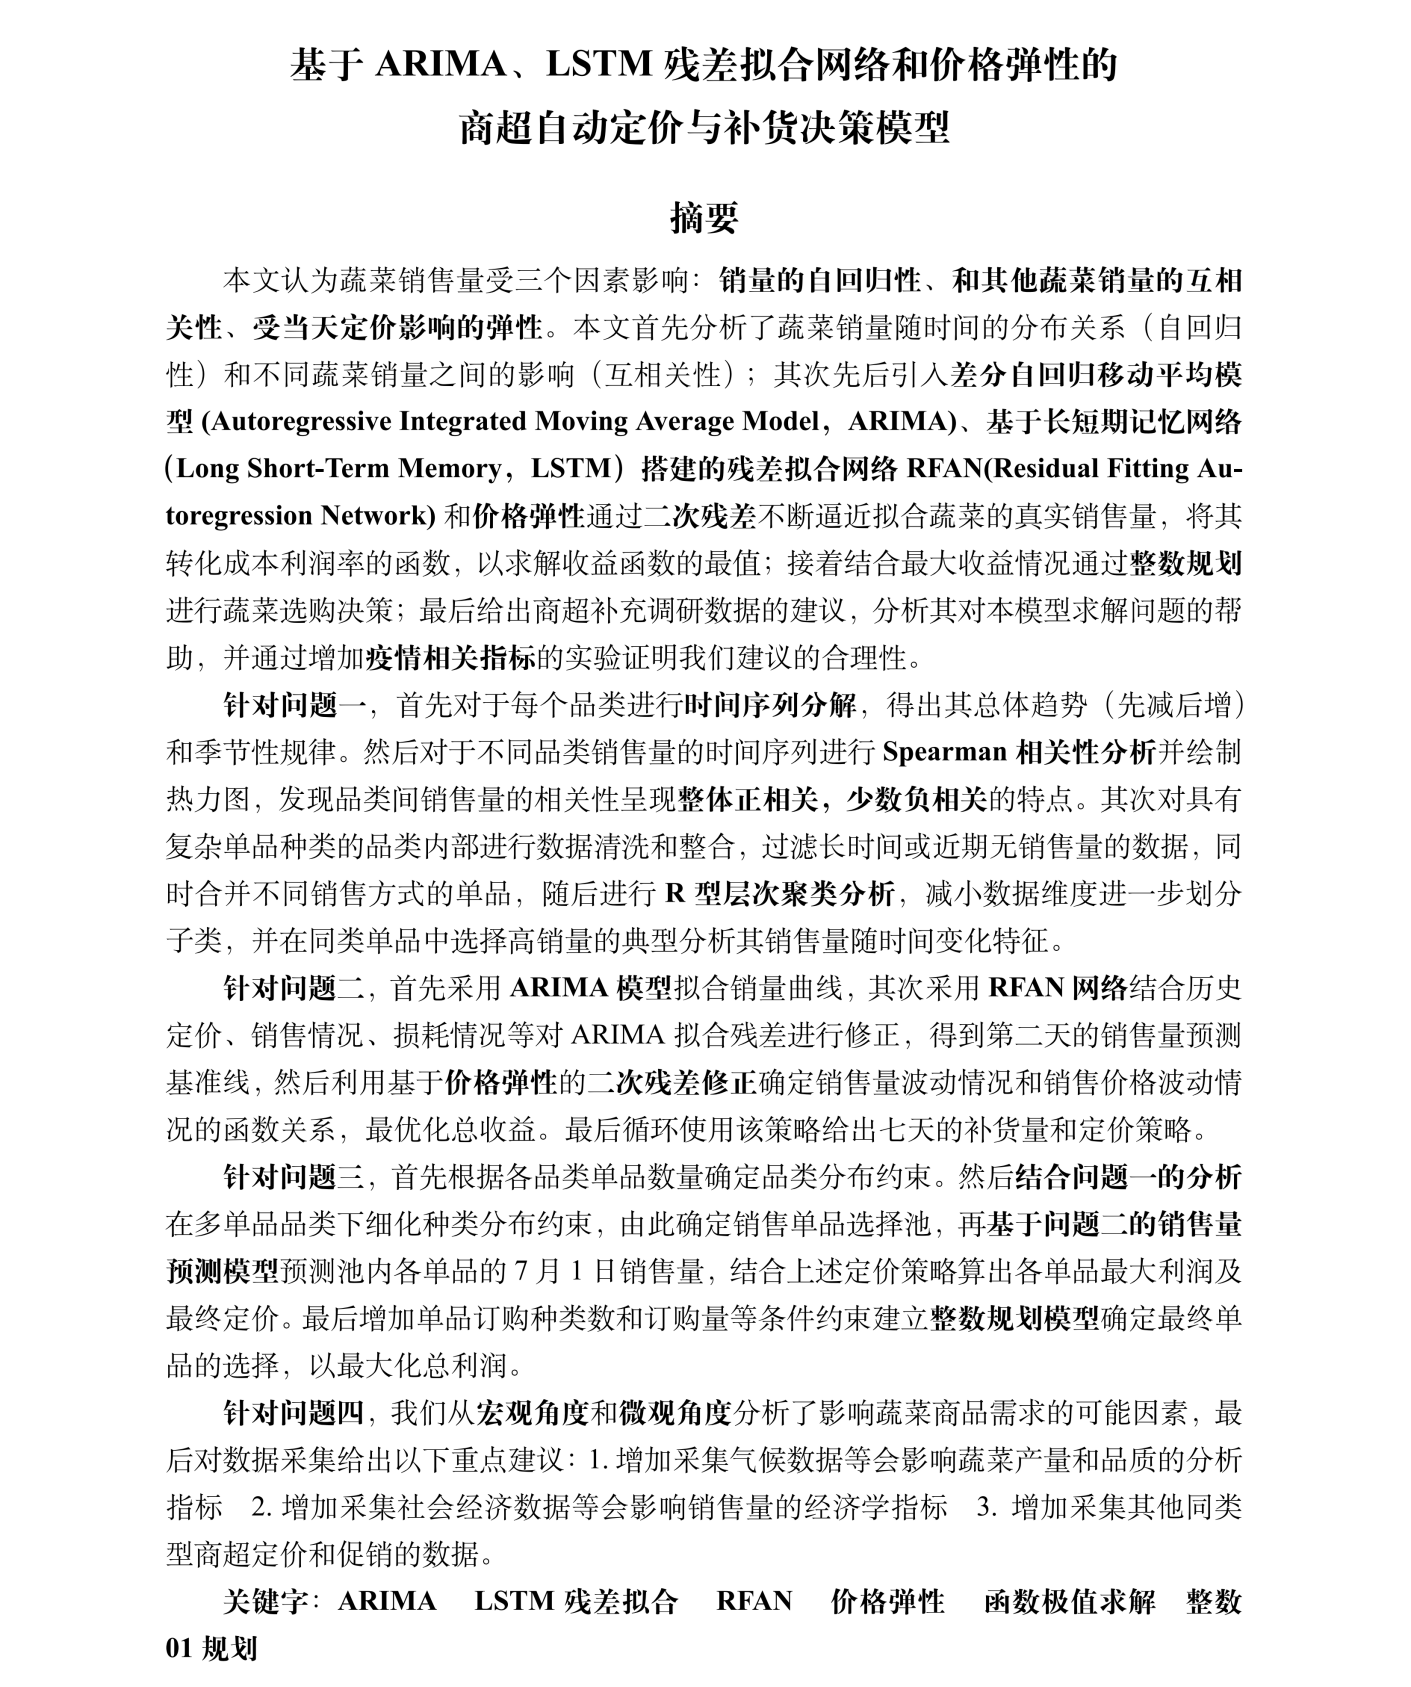 基于 ARIMA、LSTM 残差拟合网络和价格弹性的
商超自动定价与补货决策模型
摘要
本文认为蔬菜销售量受三个因素影响：销量的自回归性、和其他蔬菜销量的互相
关性、受当天定价影响的弹性。本文首先分析了蔬菜销量随时间的分布关系（自回归
性）和不同蔬菜销量之间的影响（互相关性）；其次先后引入差分自回归移动平均模
型 (Autoregressive Integrated Moving Average Model，ARIMA)、基于长短期记忆网络
（Long Short-Term Memory，LSTM）搭建的残差拟合网络 RFAN(Residual Fitting Au-
toregression Network) 和价格弹性通过二次残差不断逼近拟合蔬菜的真实销售量，将其
转化成本利润率的函数，以求解收益函数的最值；接着结合最大收益情况通过整数规划
进行蔬菜选购决策；最后给出商超补充调研数据的建议，分析其对本模型求解问题的帮
助，并通过增加疫情相关指标的实验证明我们建议的合理性。
针对问题一，首先对于每个品类进行时间序列分解，得出其总体趋势（先减后增）
和季节性规律。然后对于不同品类销售量的时间序列进行 Spearman 相关性分析并绘制
热力图，发现品类间销售量的相关性呈现整体正相关，少数负相关的特点。其次对具有
复杂单品种类的品类内部进行数据清洗和整合，过滤长时间或近期无销售量的数据，同
时合并不同销售方式的单品，随后进行 R 型层次聚类分析，减小数据维度进一步划分
子类，并在同类单品中选择高销量的典型分析其销售量随时间变化特征。
针对问题二，首先采用 ARIMA 模型拟合销量曲线，其次采用 RFAN 网络结合历史
定价、销售情况、损耗情况等对 ARIMA 拟合残差进行修正，得到第二天的销售量预测
基准线，然后利用基于价格弹性的二次残差修正确定销售量波动情况和销售价格波动情
况的函数关系，最优化总收益。最后循环使用该策略给出七天的补货量和定价策略。
针对问题三，首先根据各品类单品数量确定品类分布约束。然后结合问题一的分析
在多单品品类下细化种类分布约束，由此确定销售单品选择池，再基于问题二的销售量
预测模型预测池内各单品的 7 月 1 日销售量，结合上述定价策略算出各单品最大利润及
最终定价。最后增加单品订购种类数和订购量等条件约束建立整数规划模型确定最终单
品的选择，以最大化总利润。
针对问题四，我们从宏观角度和微观角度分析了影响蔬菜商品需求的可能因素，最
后对数据采集给出以下重点建议：1. 增加采集气候数据等会影响蔬菜产量和品质的分析
指标　2. 增加采集社会经济数据等会影响销售量的经济学指标　3. 增加采集其他同类
型商超定价和促销的数据。
关键字：ARIMA　LSTM 残差拟合　RFAN　价格弹性　函数极值求解　整数
01 规划